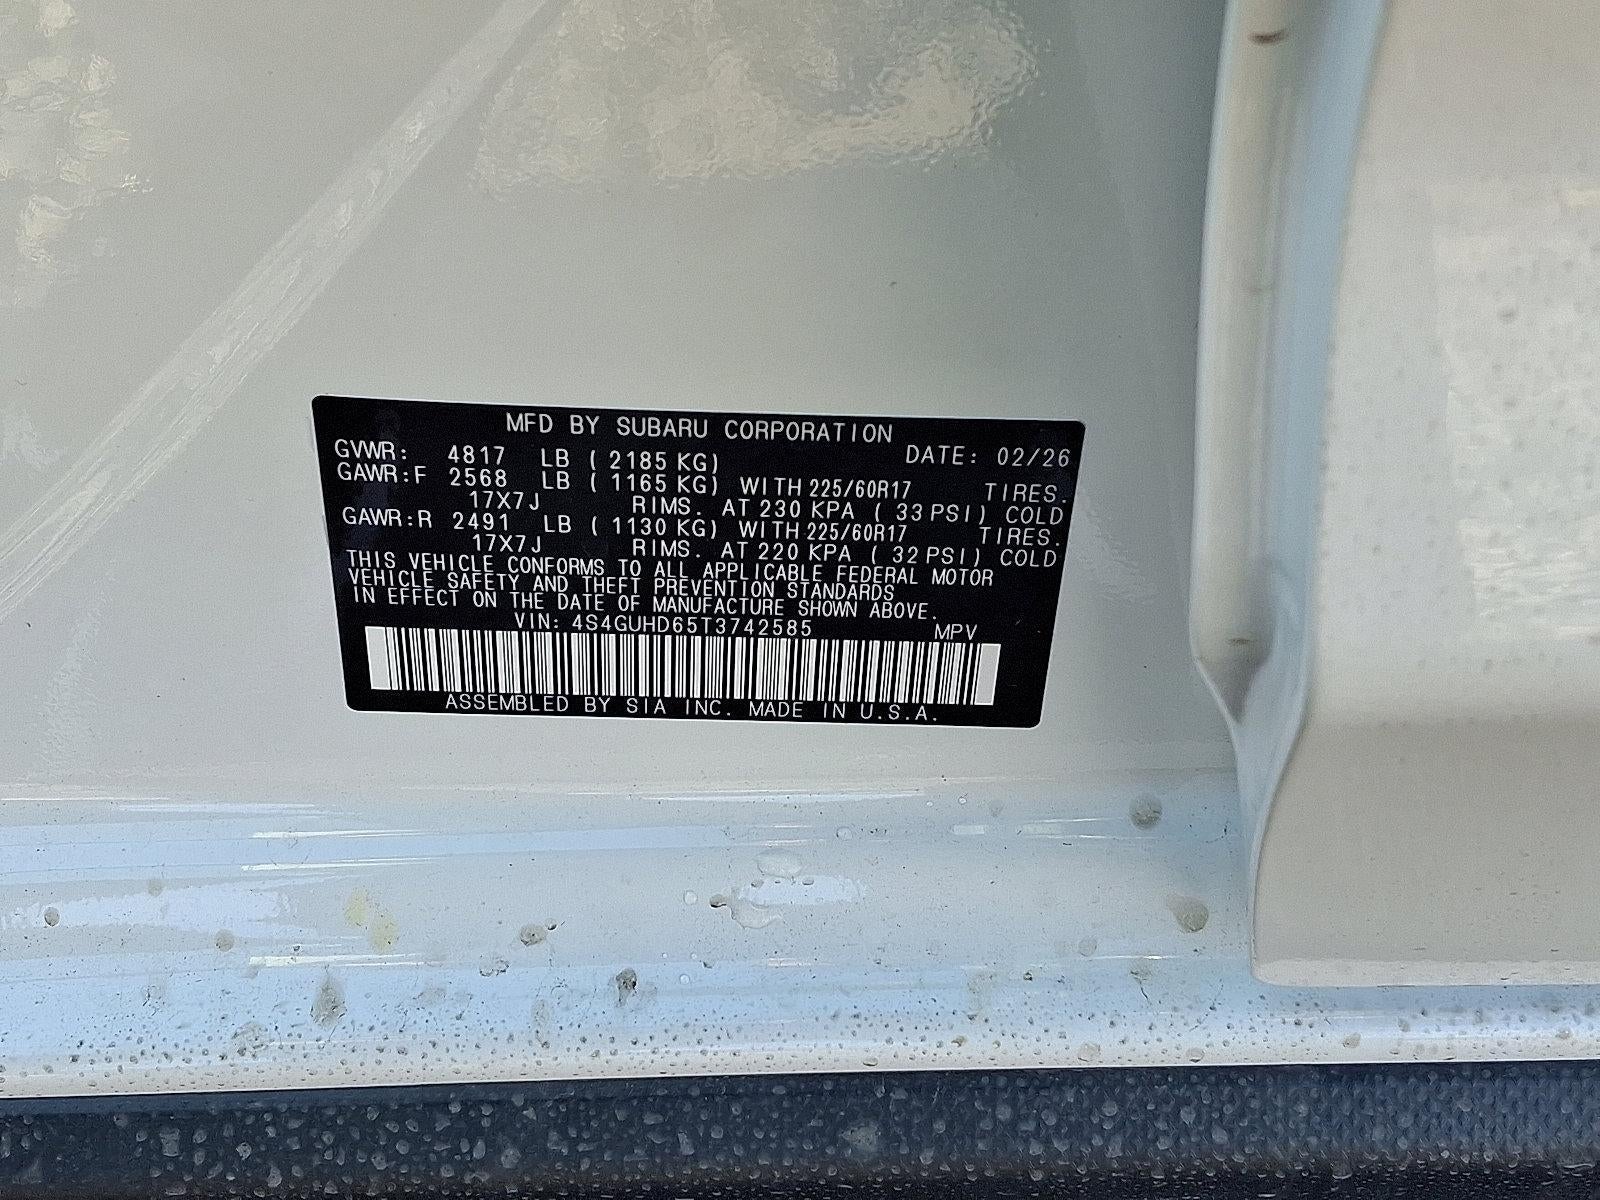 MFD BY SUBARU CORPORATION
GVWR: 4817 LB ( 2185 KG) DATE: 02/26
GAWR:F 2568 LB ( 1165 KG) WITH 225/60R17 TIRES.
17X7J RIMS. AT 230 KPA ( 33 PSI) COLD
GAWR:R 2491 LB ( 1130 KG) WITH 225/60R17 TIRES.
17X7J RIMS. AT 220 KPA ( 32 PSI) COLD
THIS VEHICLE CONFORMS TO ALL APPLICABLE FEDERAL MOTOR
VEHICLE SAFETY AND THEFT PREVENTION STANDARDS
IN EFFECT ON THE DATE OF MANUFACTURE SHOWN ABOVE.
VIN: 4S4GUHD65T3742585 MPV
ASSEMBLED BY SIA INC. MADE IN U.S.A.